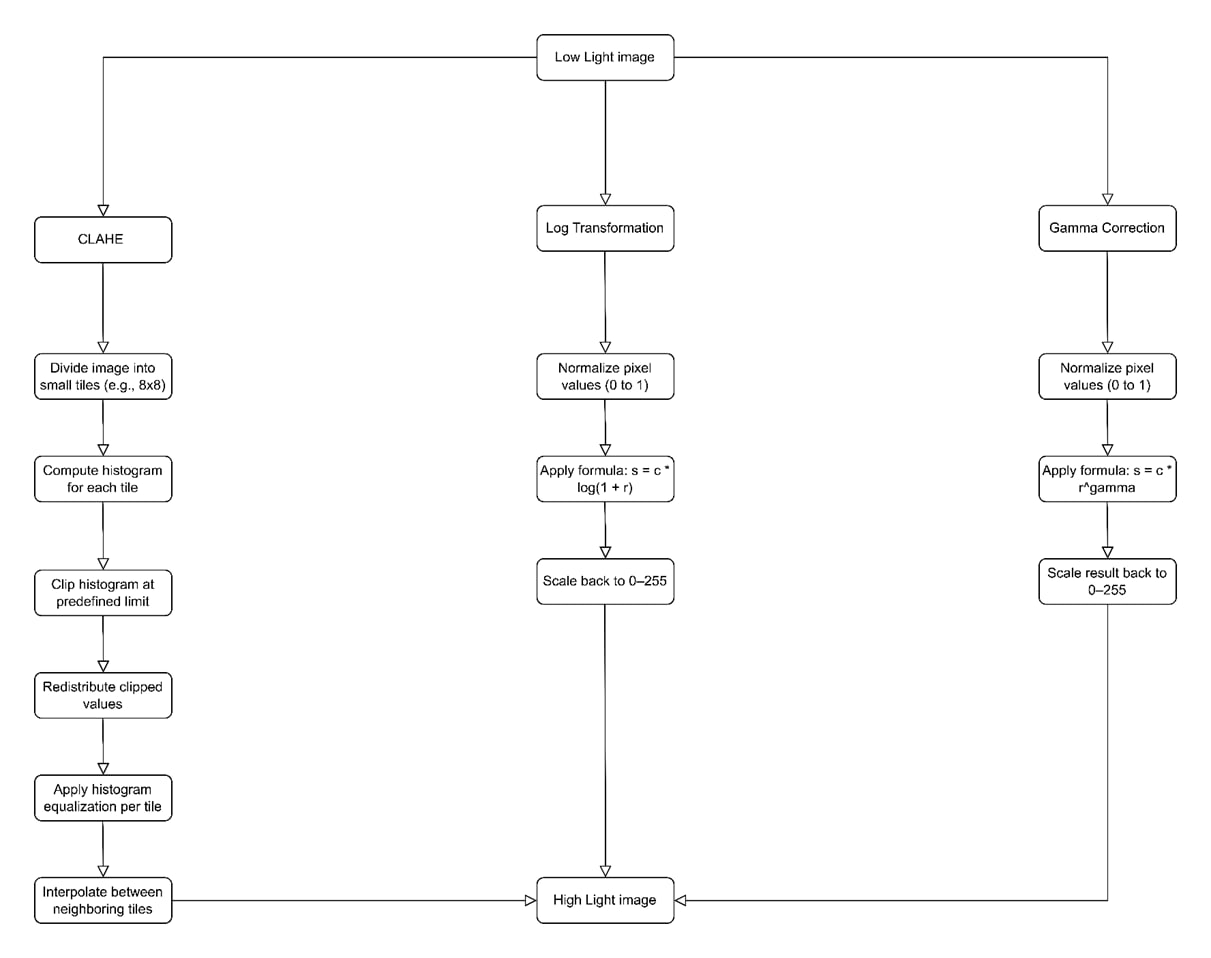 Low Light image
CLAHE
Divide image into
small tiles (e.g., 8x8)
Compute histogram
for each tile
Clip histogram at
predefined limit
Redistribute clipped
values
Apply histogram
equalization per tile
Interpolate between
neighboring tiles
Log Transformation
Normalize pixel
values (0 to 1)
Apply formula: s = c *
log(1 + r)
Scale back to 0–255
Gamma Correction
Normalize pixel
values (0 to 1)
Apply formula: s = c *
r^gamma
Scale result back to
0–255
High Light image